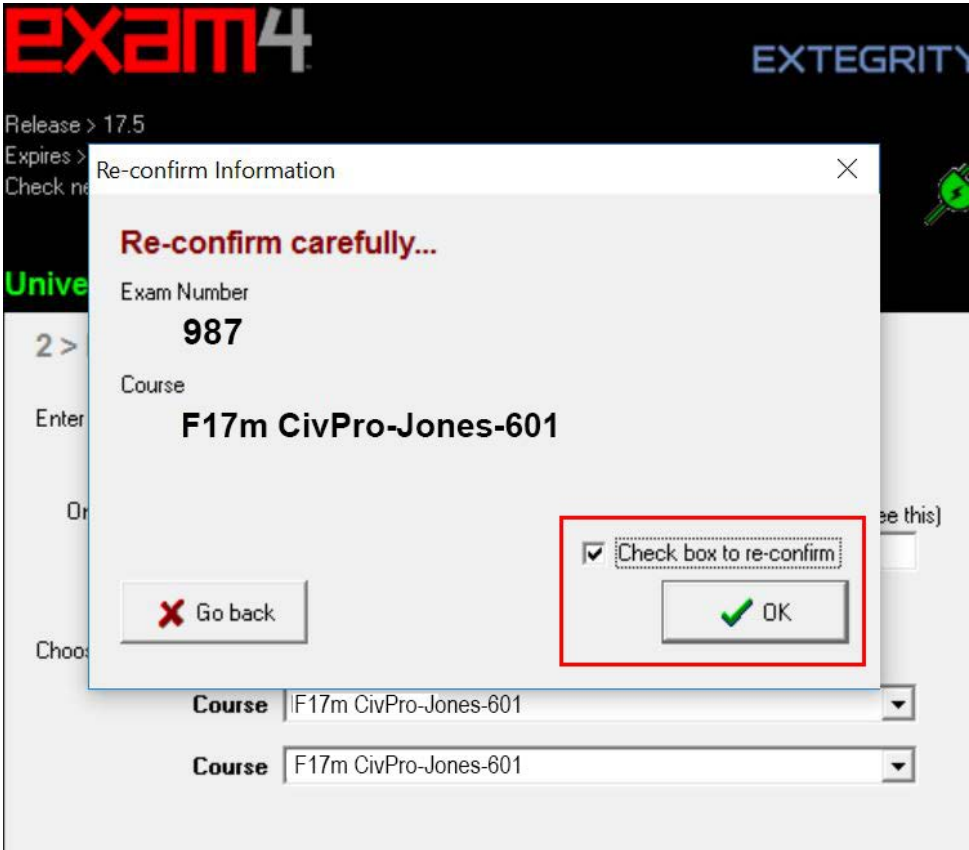 exam4
EXTEGRITY
Release > 17.5
Expires >
Check ne
Re-confirm Information
Re-confirm carefully...
Unive
Exam Number
987
2 >
Course
Enter
F17m CivPro-Jones-601
Or
ee this)
Check box to re-confirm
Go back
OK
Choos
Course F17m CivPro-Jones-601
Course F17m CivPro-Jones-601